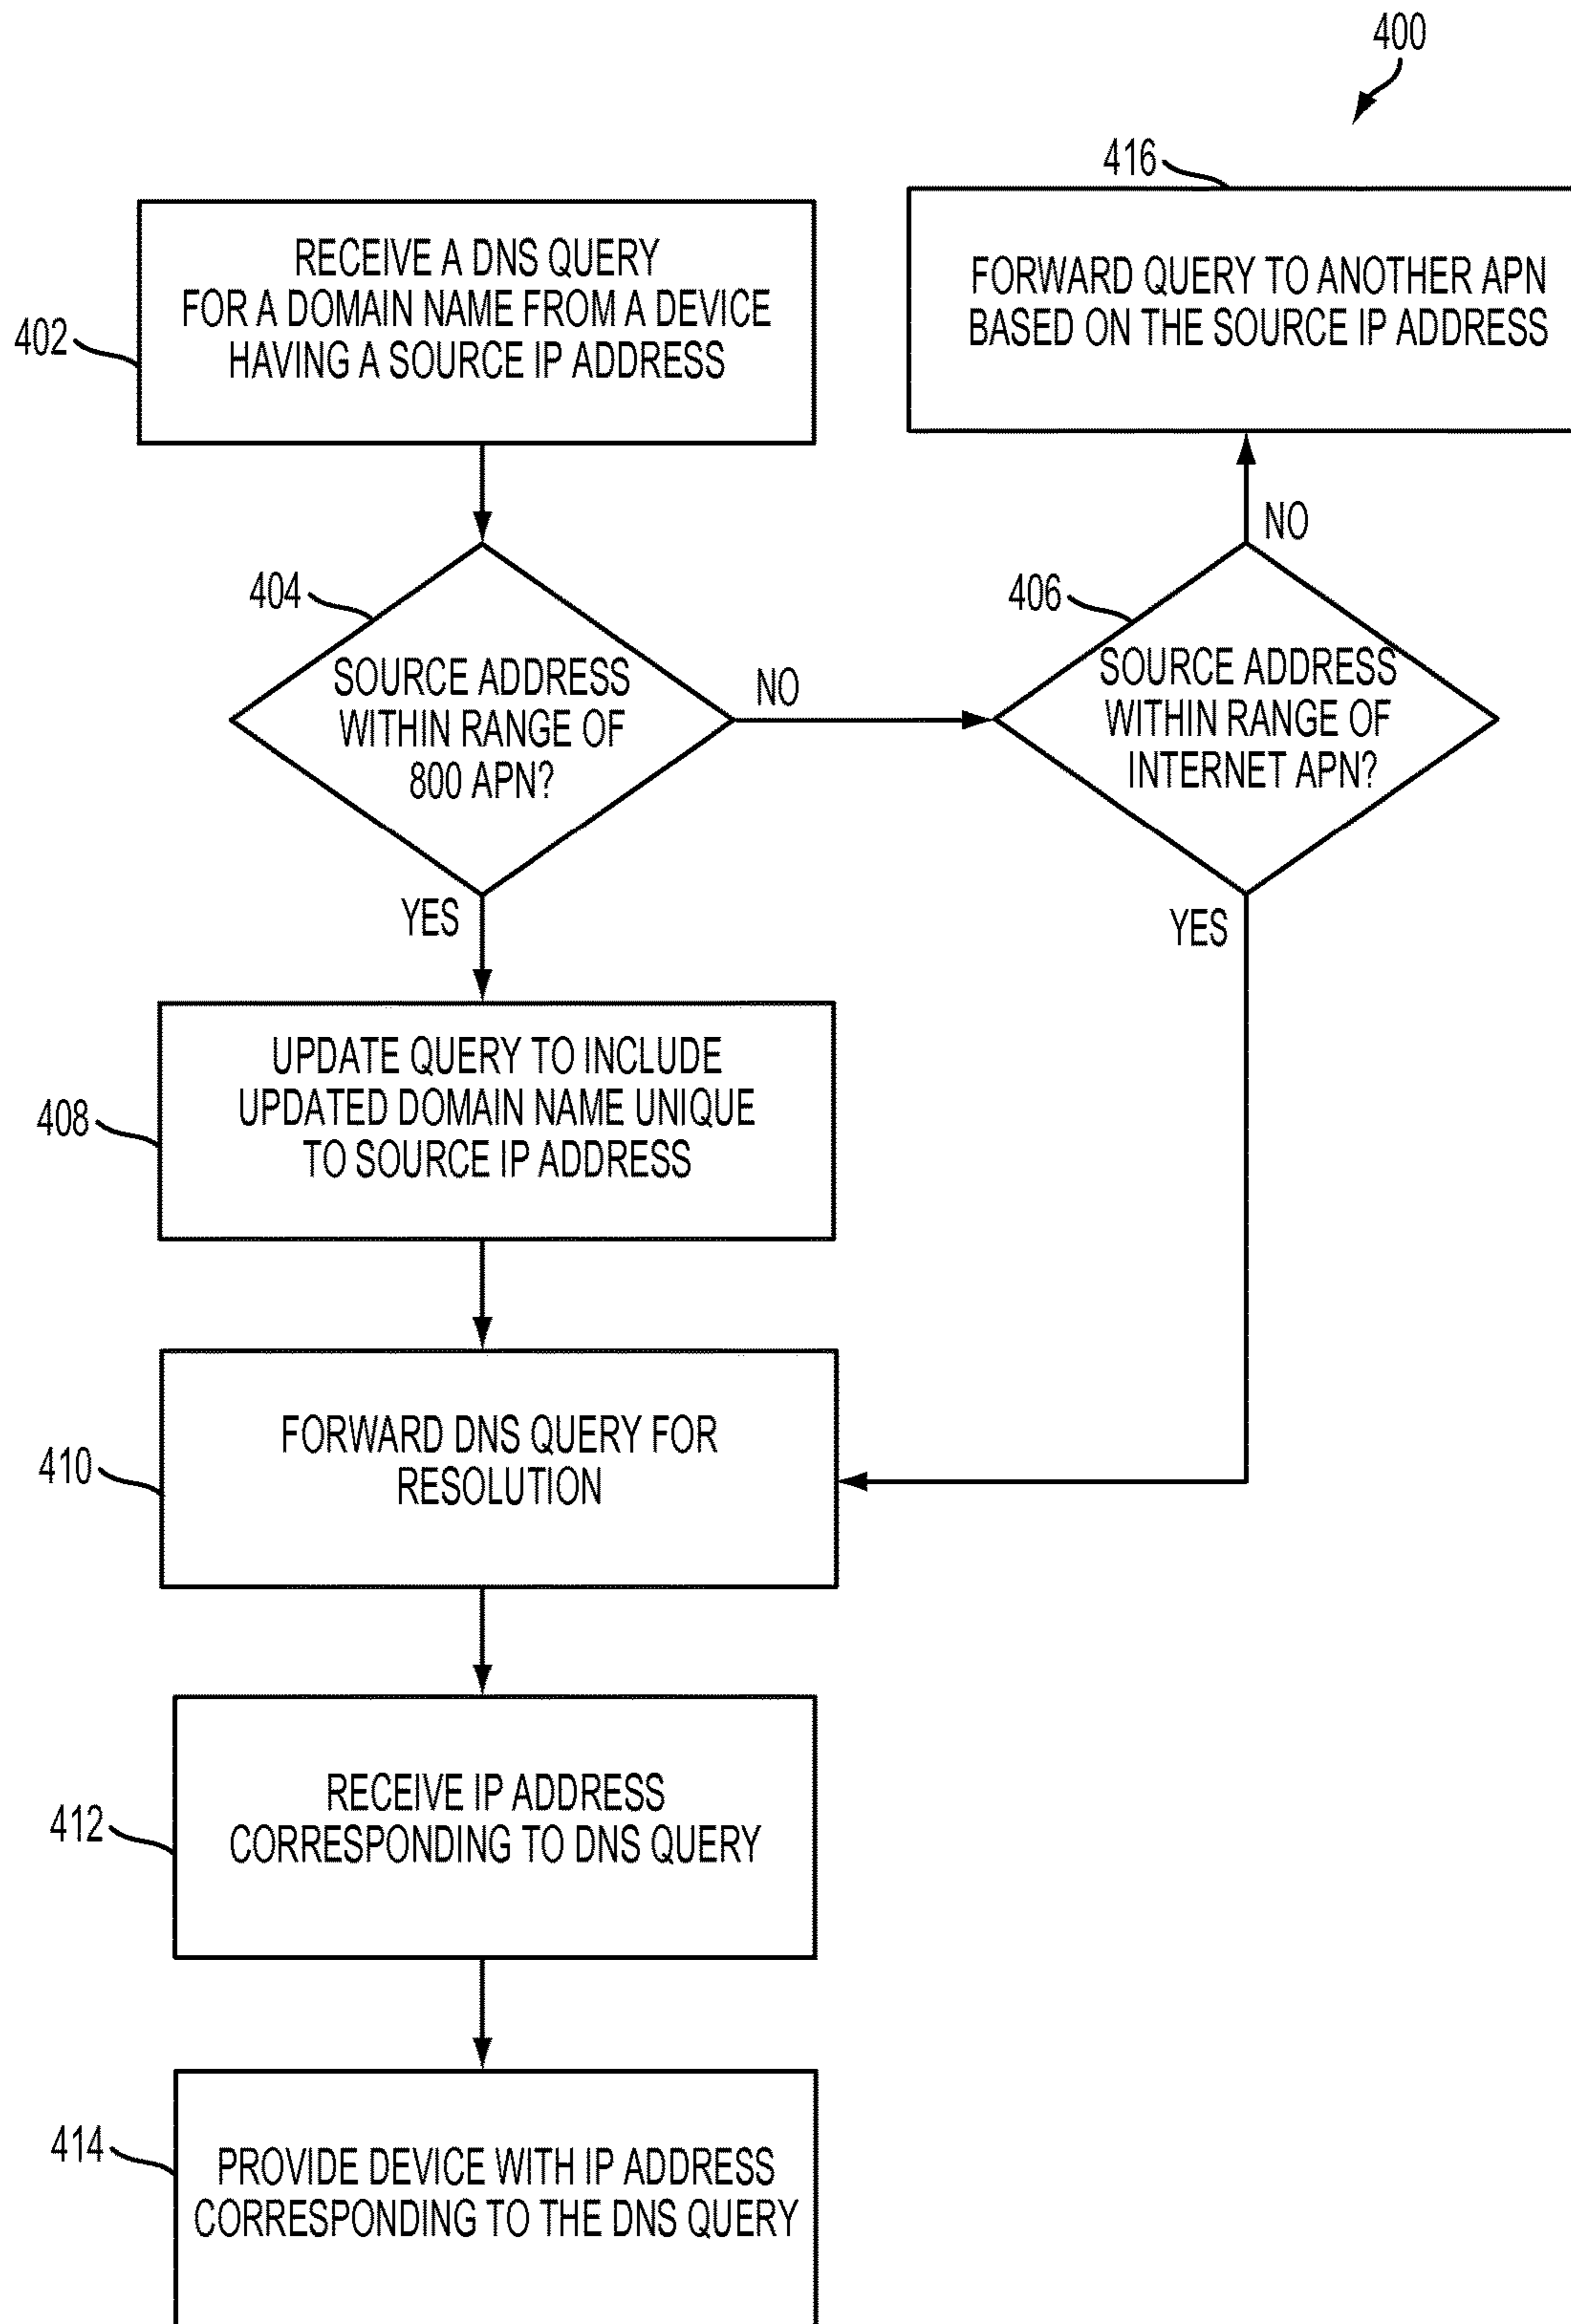 400
416
RECEIVE A DNS QUERY
FOR A DOMAIN NAME FROM A DEVICE
HAVING A SOURCE IP ADDRESS
402
FORWARD QUERY TO ANOTHER APN
BASED ON THE SOURCE IP ADDRESS
NO
404
406
SOURCE ADDRESS
WITHIN RANGE OF
800 APN?
NO
SOURCE ADDRESS
WITHIN RANGE OF
INTERNET APN?
YES
YES
UPDATE QUERY TO INCLUDE
UPDATED DOMAIN NAME UNIQUE
TO SOURCE IP ADDRESS
408
FORWARD DNS QUERY FOR
RESOLUTION
410
RECEIVE IP ADDRESS
CORRESPONDING TO DNS QUERY
412
PROVIDE DEVICE WITH IP ADDRESS
CORRESPONDING TO THE DNS QUERY
414